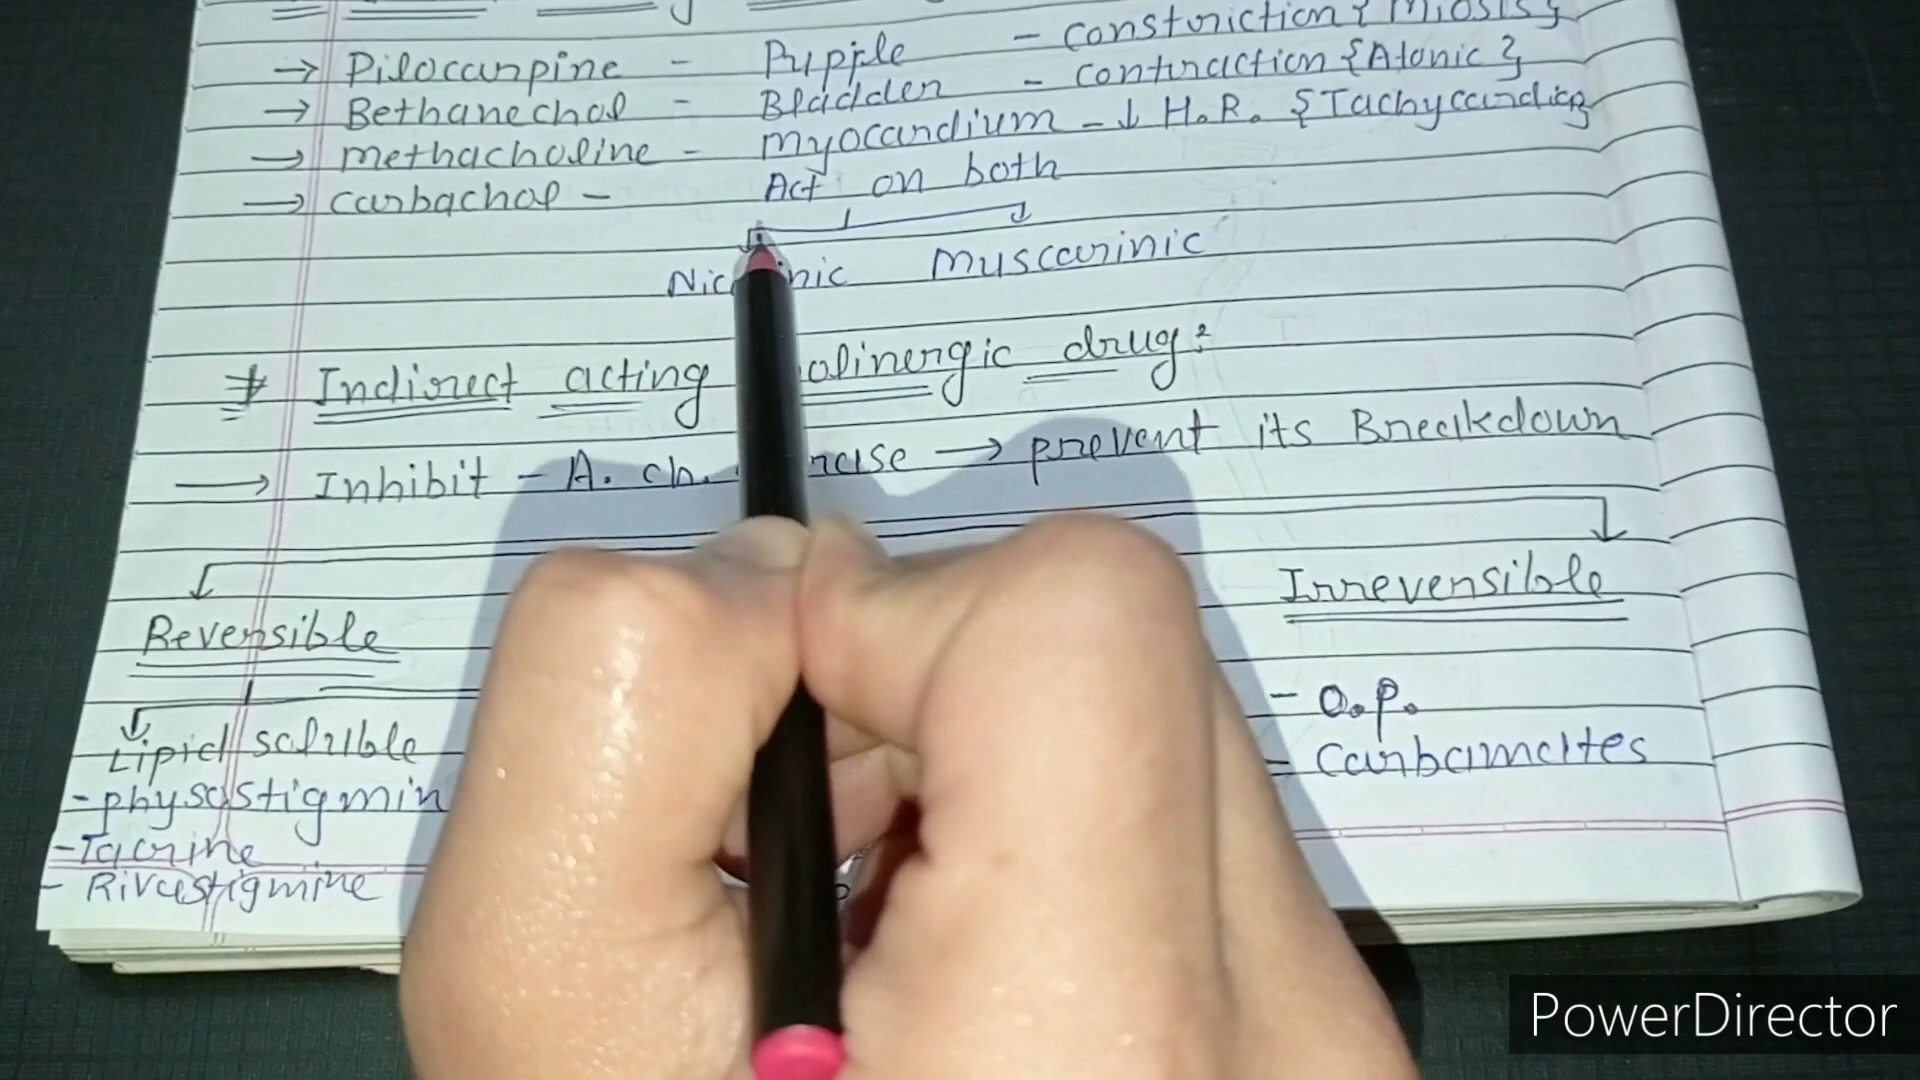 → Pilocarpine - Pupple - constriction { Miosis }
→ Bethanechol - Bladder - contraction {Atonic }
→ Methacholine - Myocardium - ↓ H.R. {Tachycardia}
→ Carbachol - Act on both
Muscarinic
# Indirect acting drug:
→ Inhibit - A. ch. → prevent its Breakdown
Reversible Irreversible
Lipid soluble - O.P.
- physostigmin - Carbamates
- Tacrine
- Rivastigmine
PowerDirector